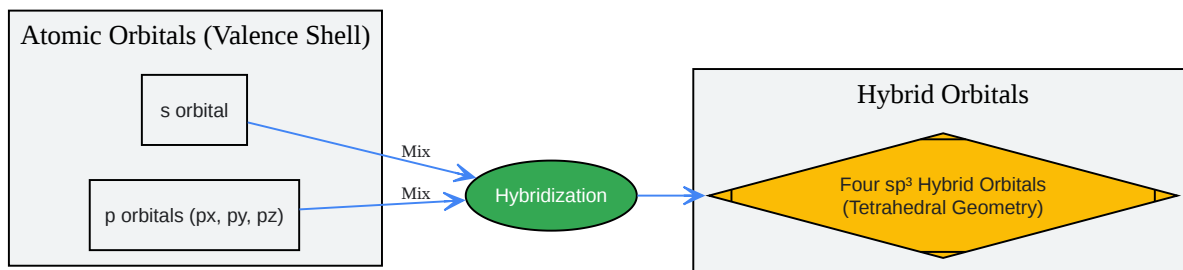 Atomic Orbitals (Valence Shell)
s orbital
p orbitals (px, py, pz)
Mix
Mix
Hybridization
Hybrid Orbitals
Four sp³ Hybrid Orbitals
(Tetrahedral Geometry)